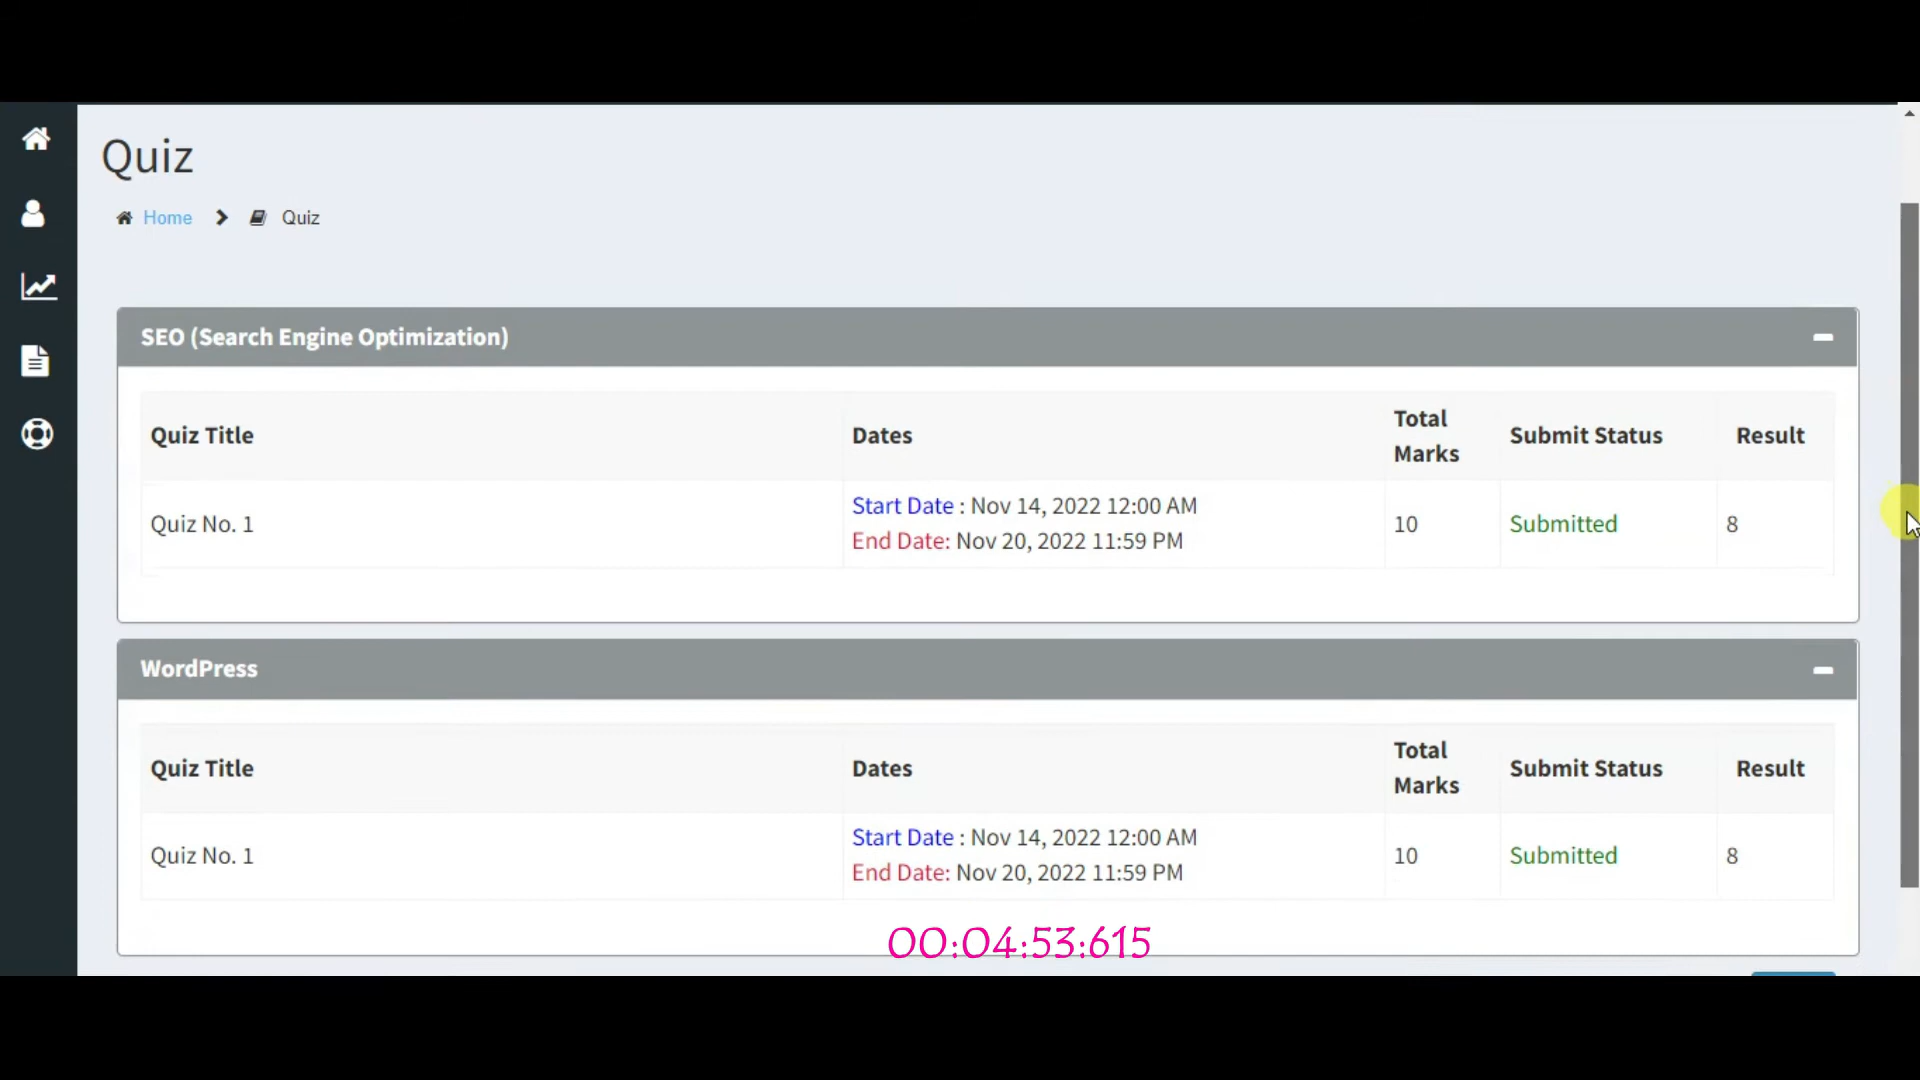 Quiz
Home Quiz
SEO (Search Engine Optimization)
Quiz Title Dates Total Marks Submit Status Result
Quiz No. 1 Start Date : Nov 14, 2022 12:00 AM 10 Submitted 8
End Date: Nov 20, 2022 11:59 PM
WordPress
Quiz Title Dates Total Marks Submit Status Result
Quiz No. 1 Start Date : Nov 14, 2022 12:00 AM 10 Submitted 8
End Date: Nov 20, 2022 11:59 PM
00:04:53:615